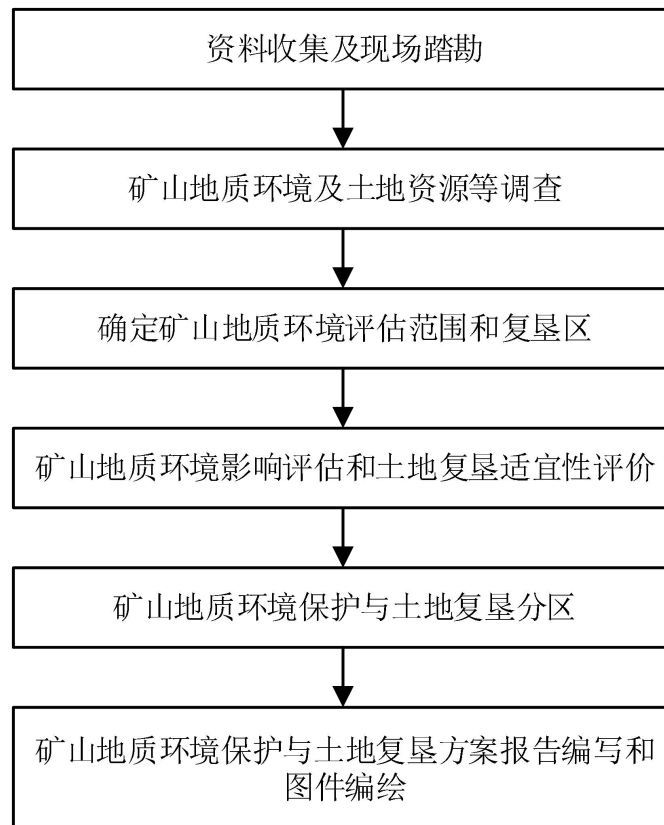 资料收集及现场踏勘
矿山地质环境及土地资源等调查
确定矿山地质环境评估范围和复垦区
矿山地质环境影响评估和土地复垦适宜性评价
矿山地质环境保护与土地复垦分区
矿山地质环境保护与土地复垦方案报告编写和
图件编绘